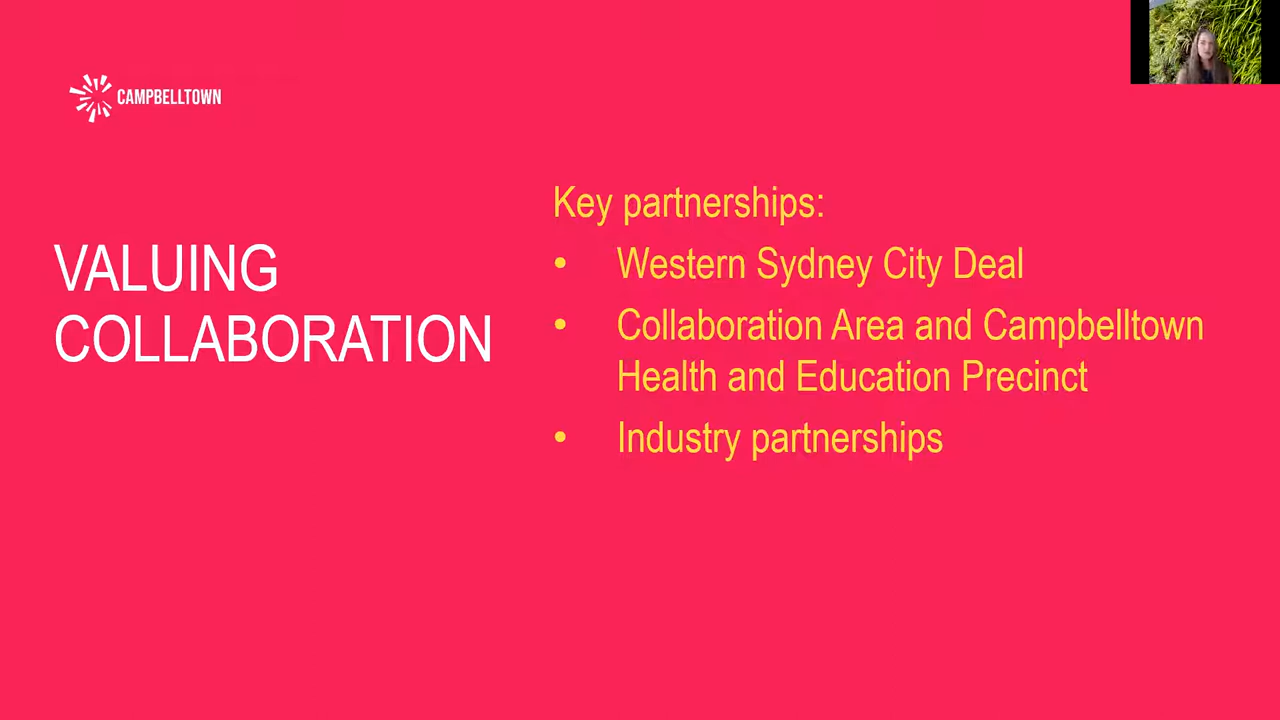 CAMPBELLTOWN
VALUING
COLLABORATION
Key partnerships:
• Western Sydney City Deal
• Collaboration Area and Campbelltown
Health and Education Precinct
• Industry partnerships